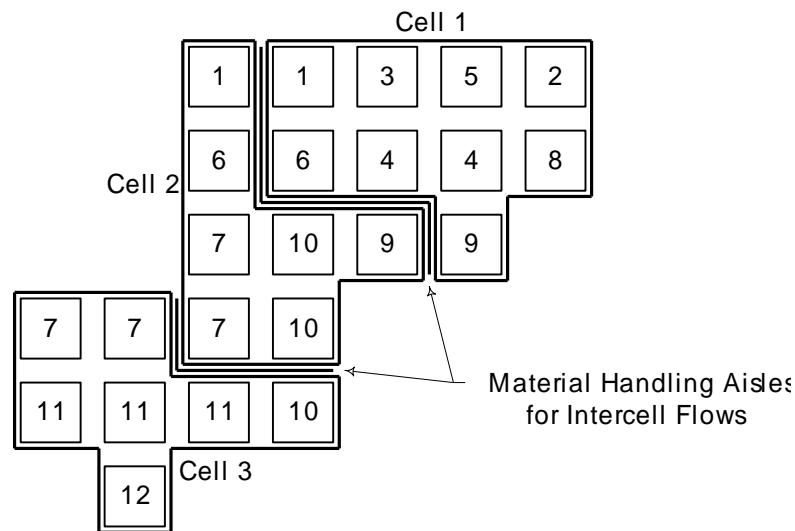 Cell 1
1 1 3 5 2
6 6 4 4 8
Cell 2
7 10 9 9
7 7 7 10
Material Handling Aisles
for Intercell Flows
11 11 11 10
Cell 3
12